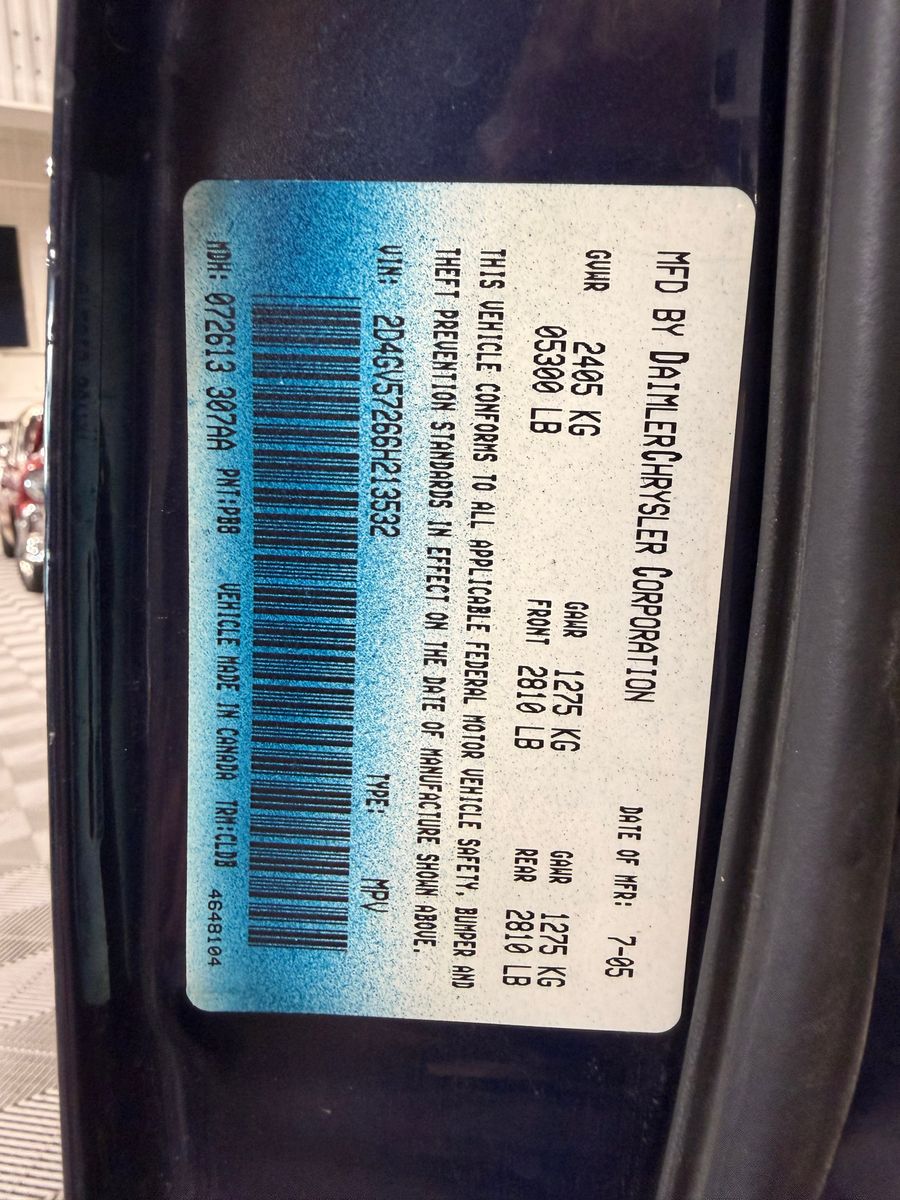 MFD BY DAIMLERCHRYSLER CORPORATION
DATE OF MFR: 7-05
GVWR 2405 KG
05300 LB
GAWR 1275 KG
FRONT 2810 LB
GAWR 1275 KG
REAR 2810 LB
THIS VEHICLE CONFORMS TO ALL APPLICABLE FEDERAL MOTOR VEHICLE SAFETY, BUMPER AND
THEFT PREVENTION STANDARDS IN EFFECT ON THE DATE OF MANUFACTURE SHOWN ABOVE.
VIN: 2D4GV57266H213532 TYPE: MPV
MDH: 072613 307AA PNT:PB8 VEHICLE MADE IN CANADA TRM:CLDB 4648104